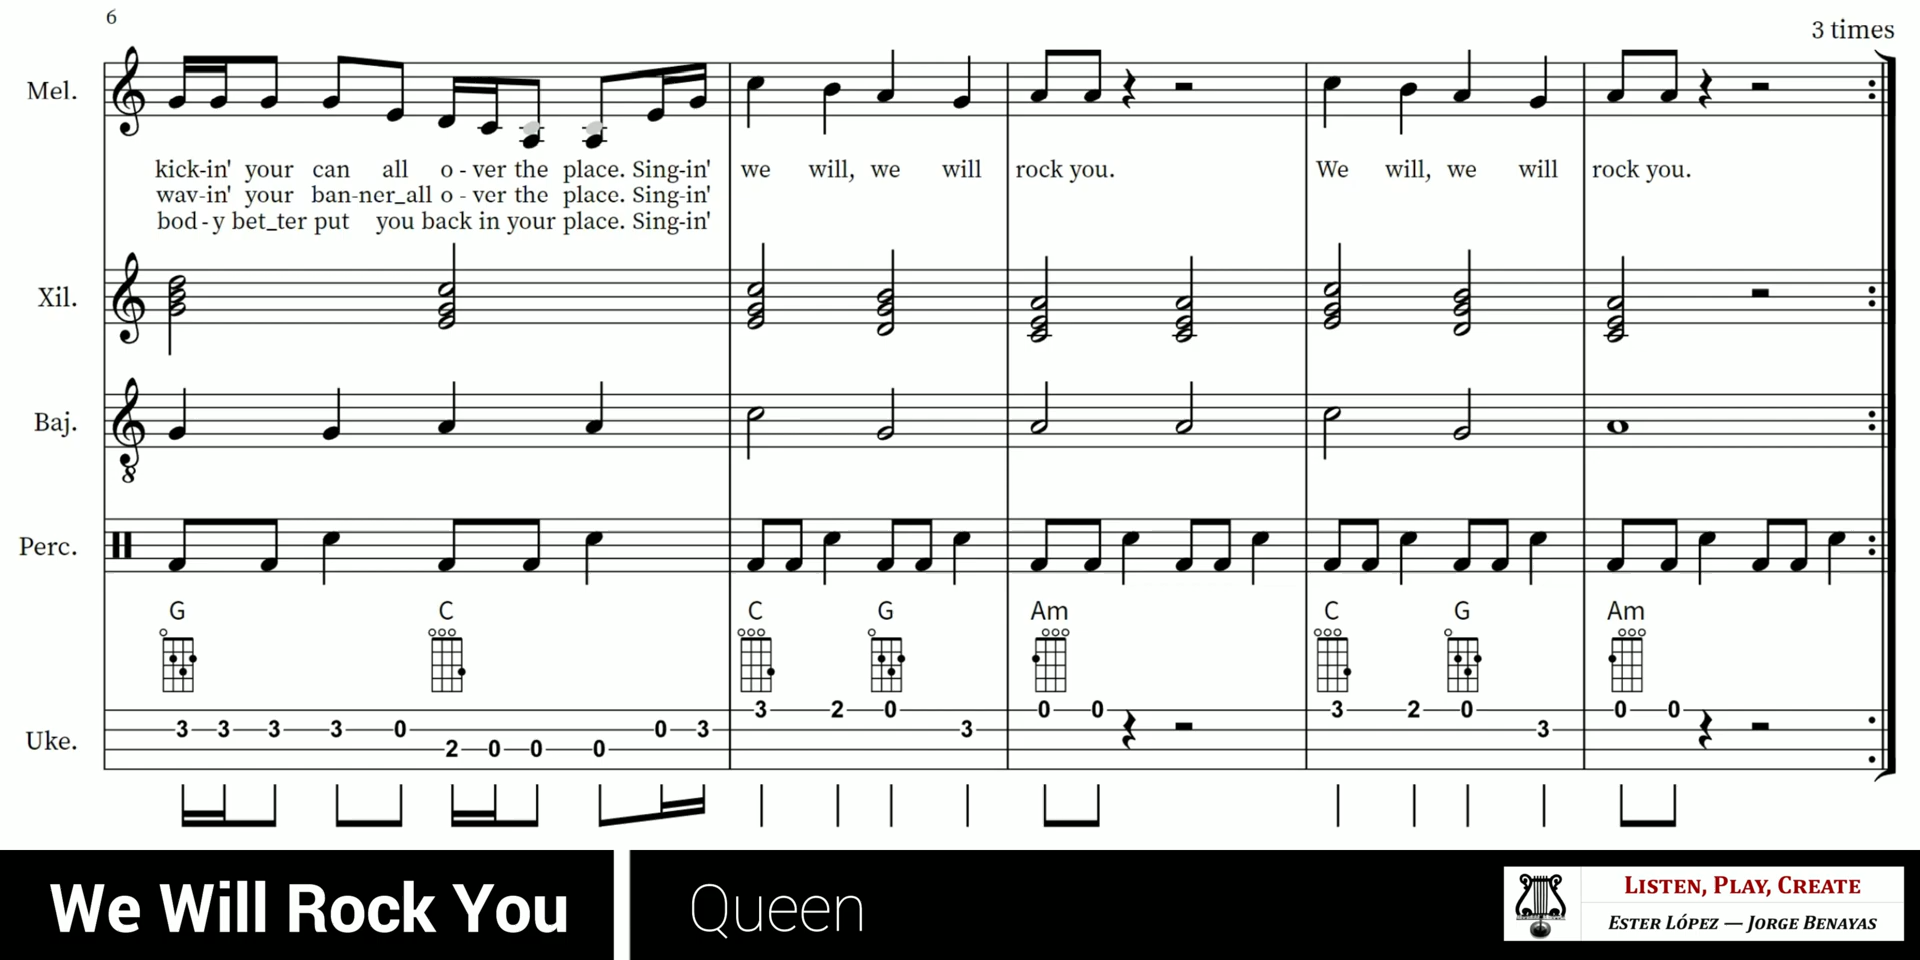 6
3 times
Mel.
kick-in' your can all o - ver the place. Sing-in' we will, we will rock you. We will, we will rock you.
wav-in' your ban-ner_all o - ver the place. Sing-in'
bod - y bet_ter put you back in your place. Sing-in'
Xil.
Baj.
8
Perc.
G C C G Am C G Am
3 2 0 0 0 3 2 0 0 0
3 3 3 3 0 0 3 3 3
2 0 0 0
Uke.
We Will Rock You
Queen
LISTEN, PLAY, CREATE
ESTER LÓPEZ — JORGE BENAYAS